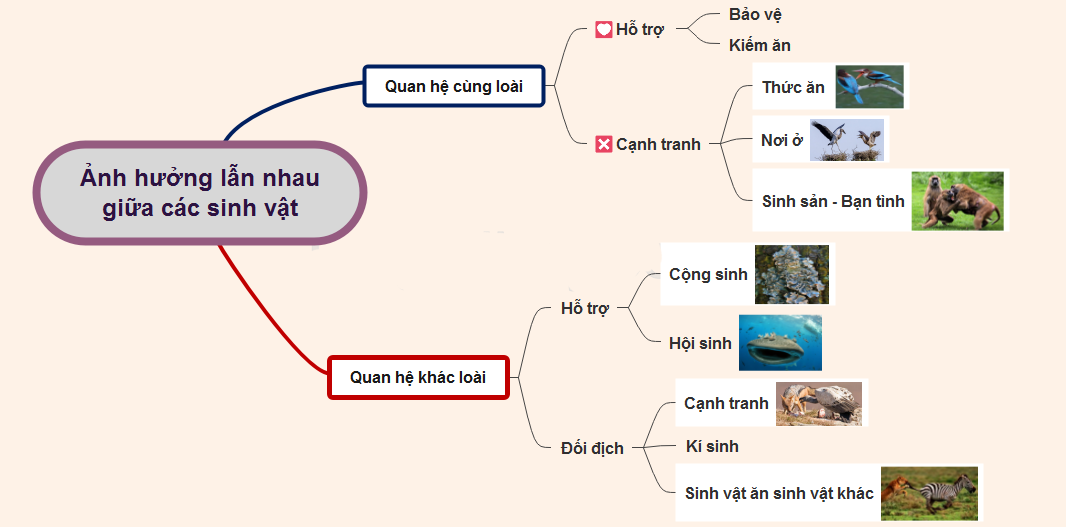 Ảnh hưởng lẫn nhau
giữa các sinh vật
Quan hệ cùng loài
Hỗ trợ
Bảo vệ
Kiếm ăn
Cạnh tranh
Thức ăn
Nơi ở
Sinh sản - Bạn tình
Quan hệ khác loài
Hỗ trợ
Cộng sinh
Hội sinh
Đối địch
Cạnh tranh
Kí sinh
Sinh vật ăn sinh vật khác